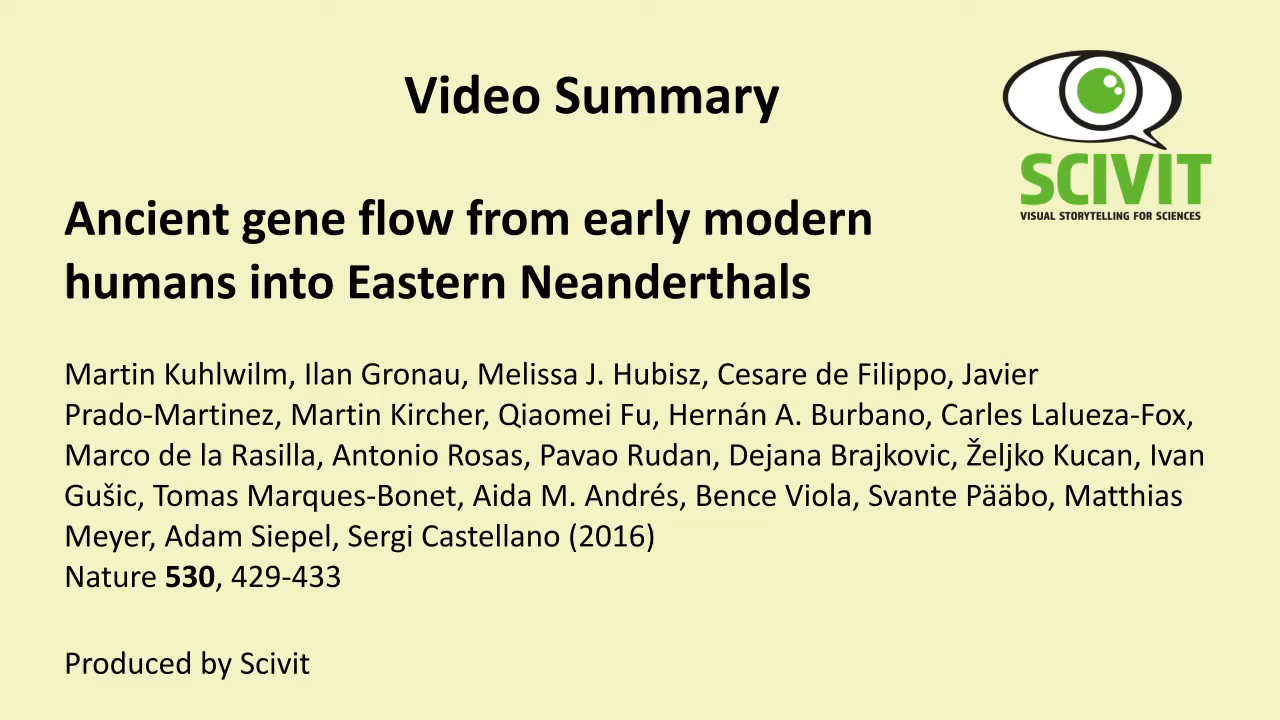 Video Summary
SCIVIT
VISUAL STORYTELLING FOR SCIENCES
Ancient gene flow from early modern
humans into Eastern Neanderthals
Martin Kuhlwilm, Ilan Gronau, Melissa J. Hubisz, Cesare de Filippo, Javier
Prado-Martinez, Martin Kircher, Qiaomei Fu, Hernán A. Burbano, Carles Lalueza-Fox,
Marco de la Rasilla, Antonio Rosas, Pavao Rudan, Dejana Brajkovic, Željko Kucan, Ivan
Gušic, Tomas Marques-Bonet, Aida M. Andrés, Bence Viola, Svante Pääbo, Matthias
Meyer, Adam Siepel, Sergi Castellano (2016)
Nature 530, 429-433
Produced by Scivit